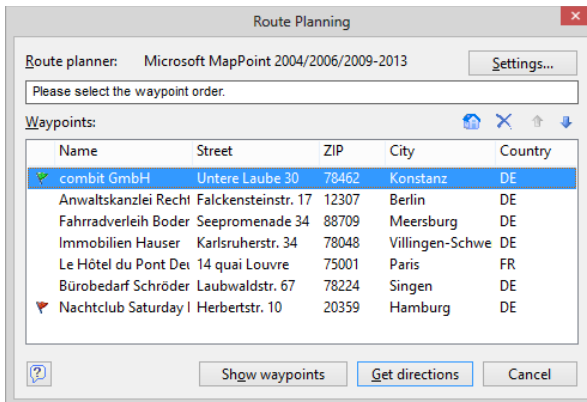 Route Planning
Route planner: Microsoft MapPoint 2004/2006/2009-2013 Settings...
Please select the waypoint order.
Waypoints:
Name Street ZIP City Country
combit GmbH Untere Laube 30 78462 Konstanz DE
Anwaltskanzlei Recht Falckensteinstr. 17 12307 Berlin DE
Fahrradverleih Boder Seepromenade 34 88709 Meersburg DE
Immobilien Hauser Karlsruherstr. 34 78048 Villingen-Schwe DE
Le Hôtel du Pont Deu 14 quai Louvre 75001 Paris FR
Bürobedarf Schröder Laubwaldstr. 67 78224 Singen DE
Nachtclub Saturday Herbertstr. 10 20359 Hamburg DE
Show waypoints Get directions Cancel